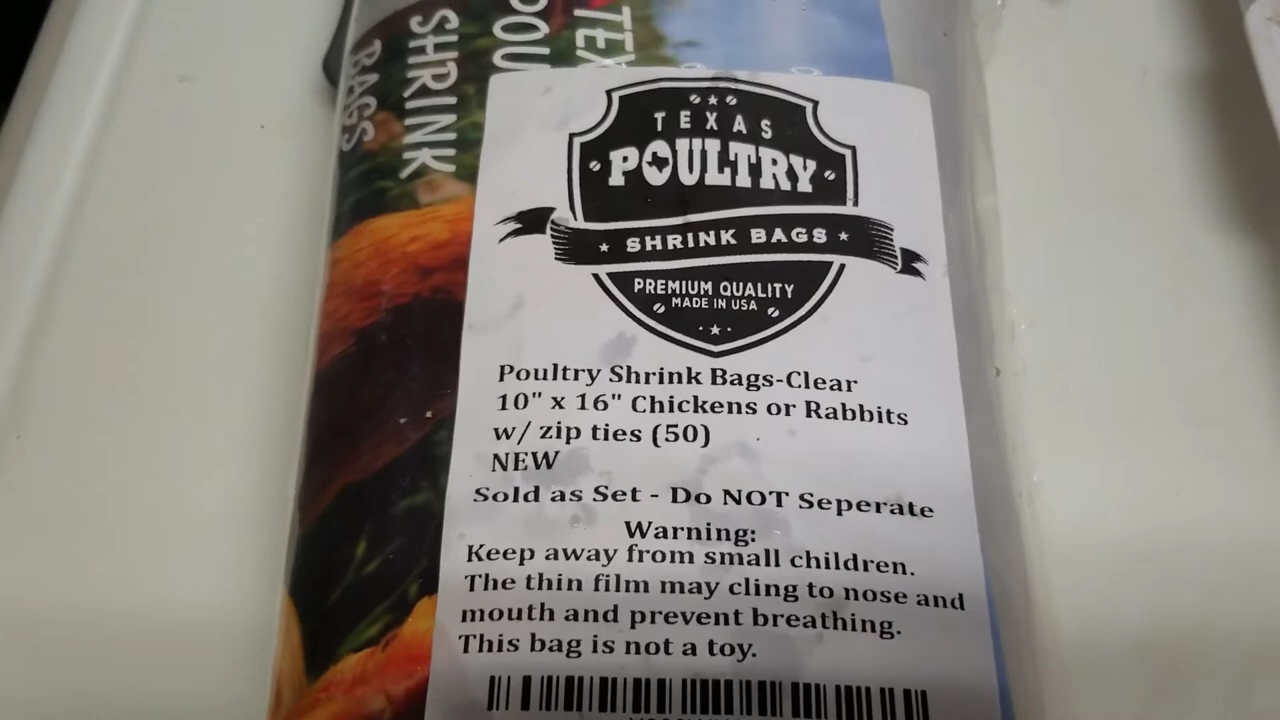 BAGS
SHRINK
TEXAS
POULTRY
SHRINK BAGS
PREMIUM QUALITY
MADE IN USA
Poultry Shrink Bags-Clear
10" x 16" Chickens or Rabbits
w/ zip ties (50)
NEW
Sold as Set - Do NOT Seperate
Warning:
Keep away from small children.
The thin film may cling to nose and
mouth and prevent breathing.
This bag is not a toy.